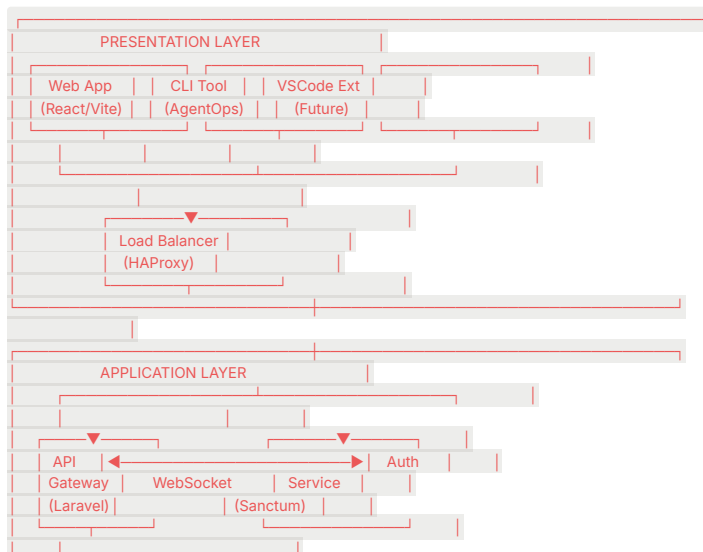 PRESENTATION LAYER
Web App CLI Tool VSCode Ext
(React/Vite) (AgentOps) (Future)
Load Balancer
(HAProxy)
APPLICATION LAYER
API Auth
Gateway WebSocket Service
(Laravel) (Sanctum)